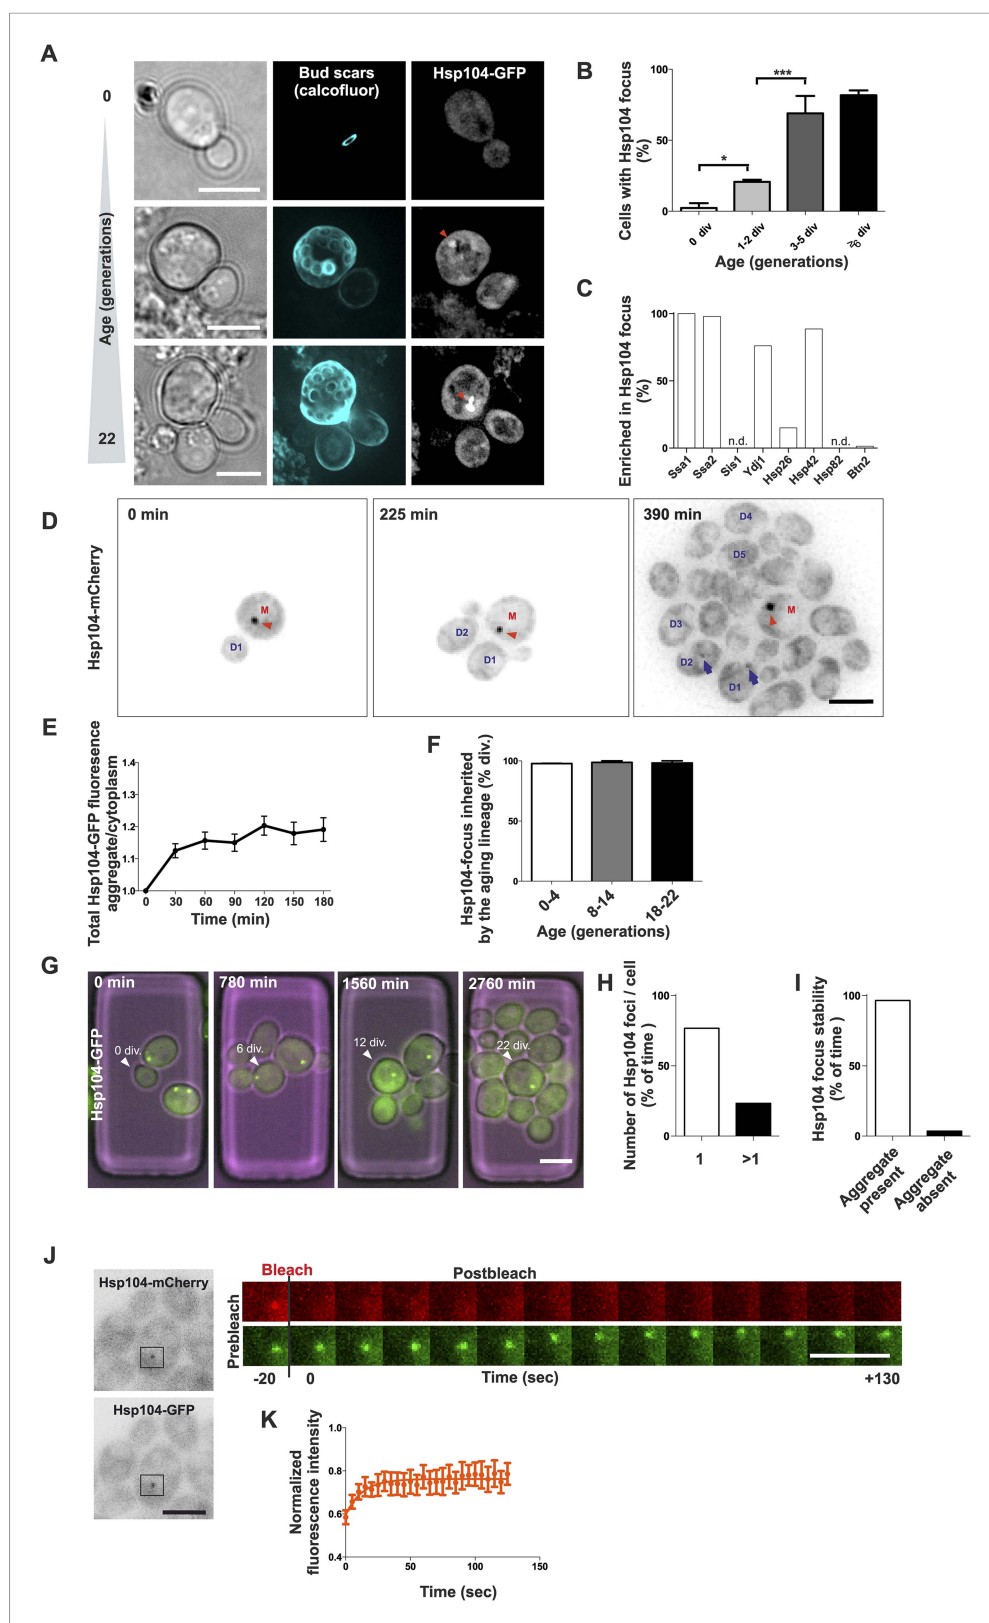 A
0
Age (generations)
22
Bud scars
(calcofluor)
Hsp104-GFP
B
Cells with Hsp104 focus
(%)
100
50
0
*
***
0 div
1-2 div
3-5 div
≥6 div
Age (generations)
C
Enriched in Hsp104 focus
(%)
100
50
0
n.d.
n.d.
Ssa1
Ssa2
Sis1
Ydj1
Hsp26
Hsp42
Hsp82
Btn2
D
Hsp104-mCherry
0 min
M
D1
225 min
M
D2
D1
390 min
D4
D5
M
D3
D2
D1
E
Total Hsp104-GFP fluoresence
aggregate/cytoplasm
1.4
1.3
1.2
1.1
1.0
0 30 60 90 120 150 180
Time (min)
F
Hsp104-focus inherited
by the aging lineage (% div.)
100
50
0
0-4
8-14
18-22
Age (generations)
G
Hsp104-GFP
0 min
0 div.
780 min
6 div.
1560 min
12 div.
2760 min
22 div.
H
Number of Hsp104 foci / cell
(% of time )
100
50
0
1 >1
I
Hsp104 focus stability
(% of time )
100
50
0
Aggregate
present
Aggregate
absent
J
Hsp104-mCherry
Hsp104-GFP
Bleach
Postbleach
Prebleach
-20 0 Time (sec) +130
K
Normalized
fluorescence intensity
1.0
0.8
0.6
0.4
0 50 100 150
Time (sec)